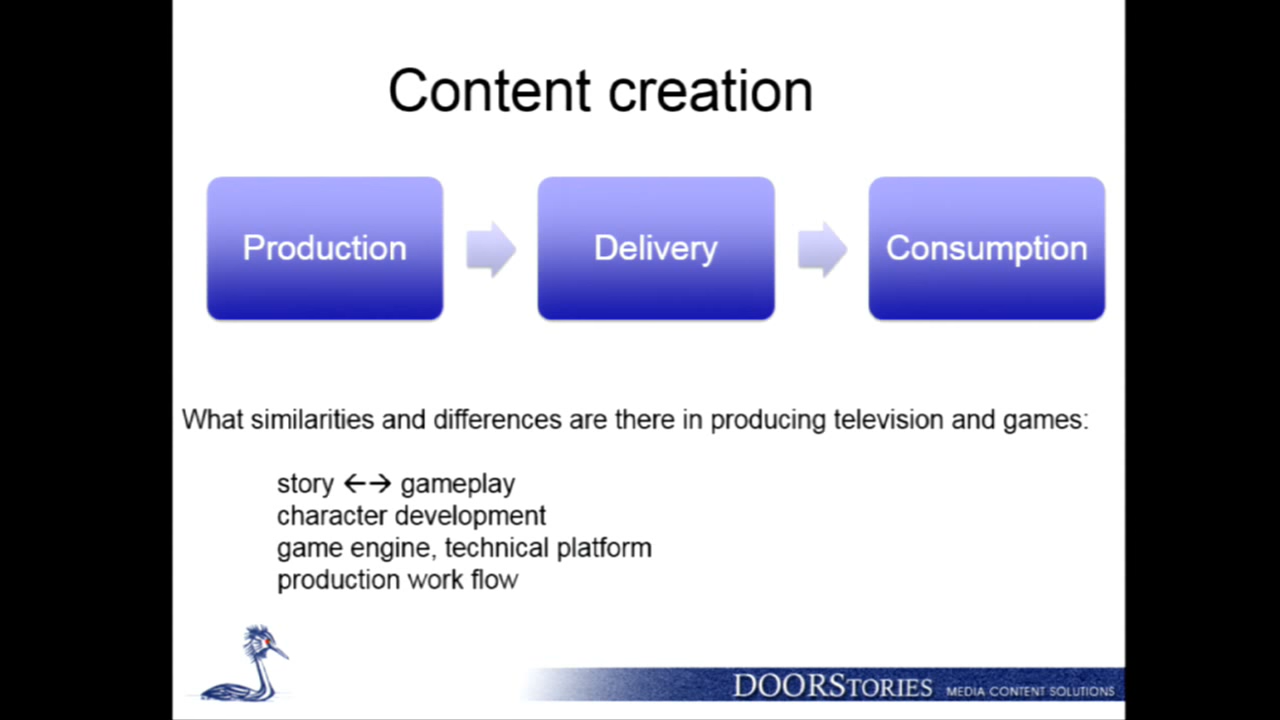 Content creation
Production
Delivery
Consumption
What similarities and differences are there in producing television and games:
story ←→ gameplay
character development
game engine, technical platform
production work flow
DOORSTORIES MEDIA CONTENT SOLUTIONS